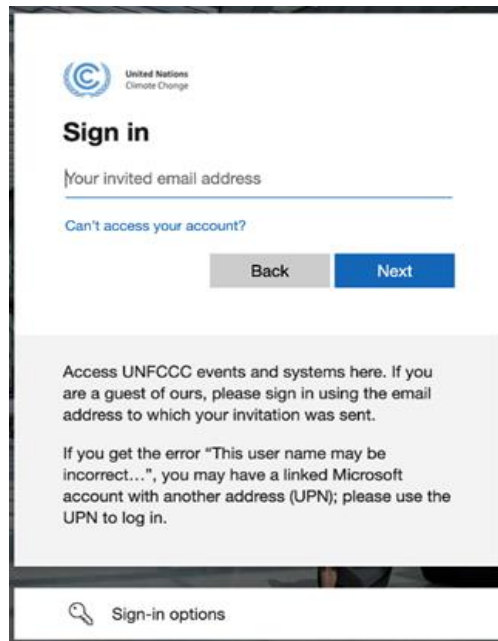 United Nations
Climate Change
Sign in
Your invited email address
Can't access your account?
Back
Next
Access UNFCCC events and systems here. If you
are a guest of ours, please sign in using the email
address to which your invitation was sent.
If you get the error “This user name may be
incorrect...”, you may have a linked Microsoft
account with another address (UPN); please use the
UPN to log in.
Sign-in options